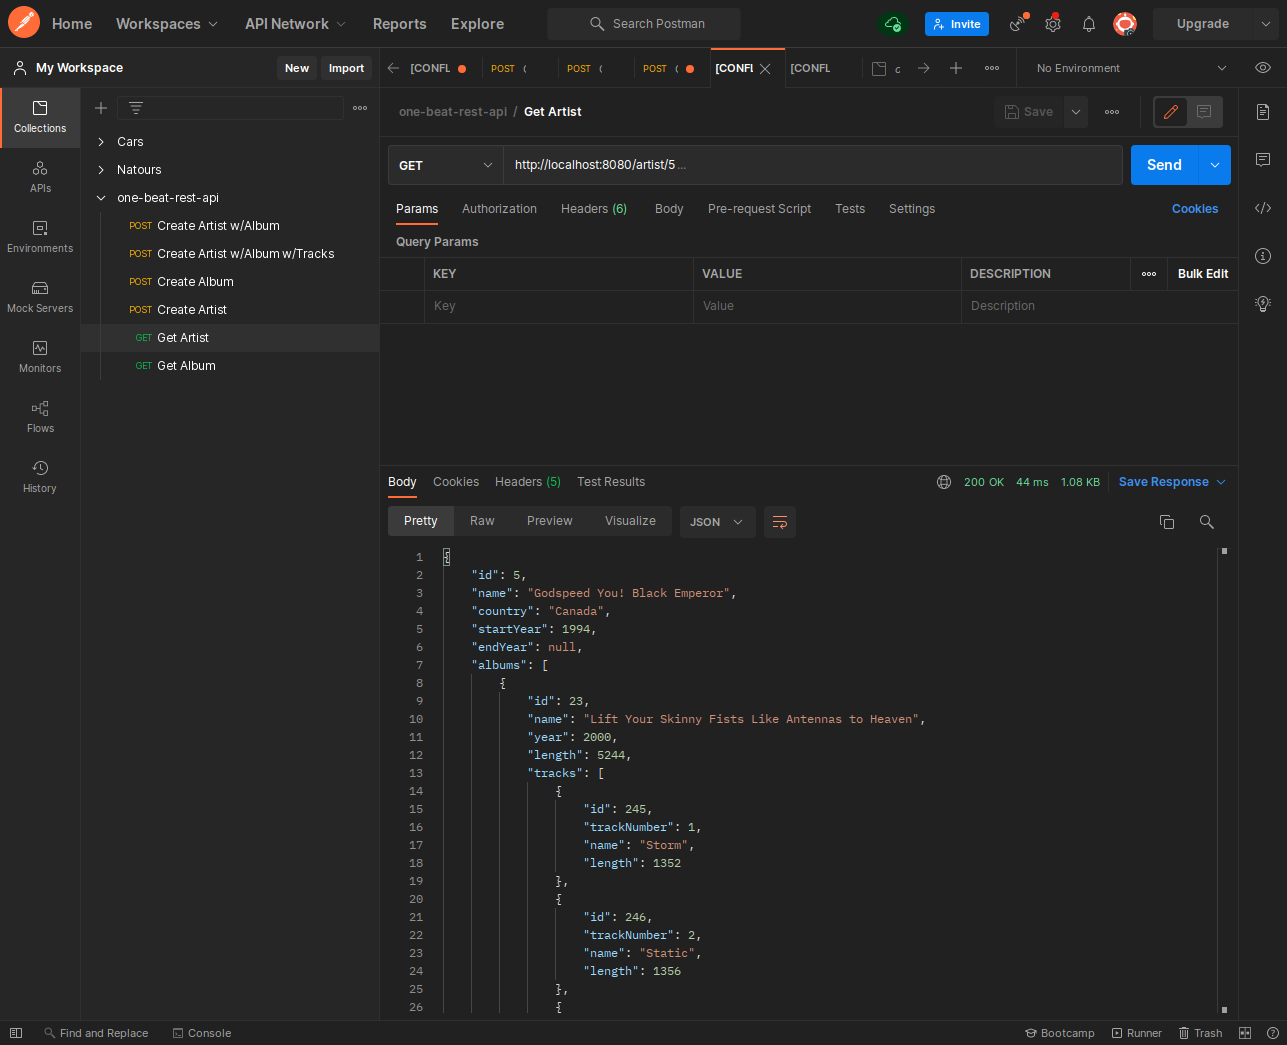 Home Workspaces API Network Reports Explore Search Postman Invite Upgrade
My Workspace New Import [CONFL POST POST POST [CONFL [CONFL No Environment
Collections
APIs
Environments
Mock Servers
Monitors
Flows
History
Cars
Natours
one-beat-rest-api
POST Create Artist w/Album
POST Create Artist w/Album w/Tracks
POST Create Album
POST Create Artist
GET Get Artist
GET Get Album
one-beat-rest-api / Get Artist Save
GET http://localhost:8080/artist/5 ... Send
Params Authorization Headers (6) Body Pre-request Script Tests Settings Cookies
Query Params
KEY VALUE DESCRIPTION Bulk Edit
Key Value Description
Body Cookies Headers (5) Test Results 200 OK 44 ms 1.08 KB Save Response
Pretty Raw Preview Visualize JSON
1 {
2 "id": 5,
3 "name": "Godspeed You! Black Emperor",
4 "country": "Canada",
5 "startYear": 1994,
6 "endYear": null,
7 "albums": [
8 {
9 "id": 23,
10 "name": "Lift Your Skinny Fists Like Antennas to Heaven",
11 "year": 2000,
12 "length": 5244,
13 "tracks": [
14 {
15 "id": 245,
16 "trackNumber": 1,
17 "name": "Storm",
18 "length": 1352
19 },
20 {
21 "id": 246,
22 "trackNumber": 2,
23 "name": "Static",
24 "length": 1356
25 },
26 {
Find and Replace Console Bootcamp Runner Trash